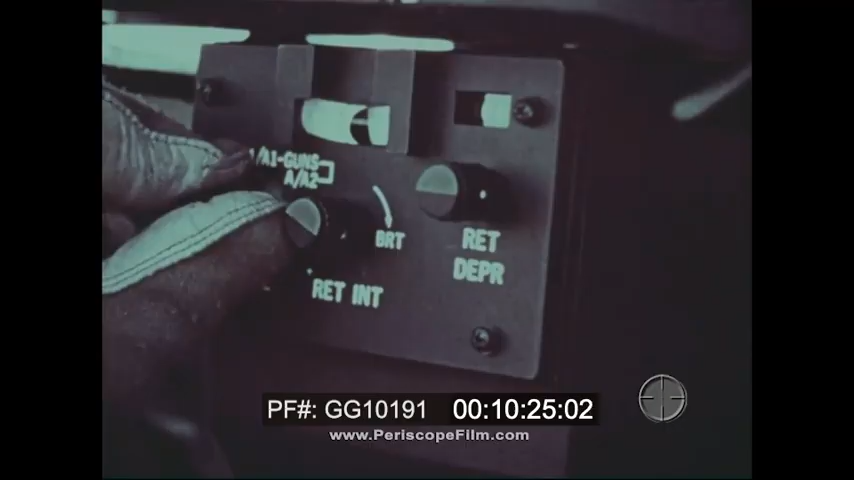 /A1-GUNS
A/A2
BRT
RET
DEPR
RET INT
PF#: GG10191 00:10:25:02
www.PeriscopeFilm.com